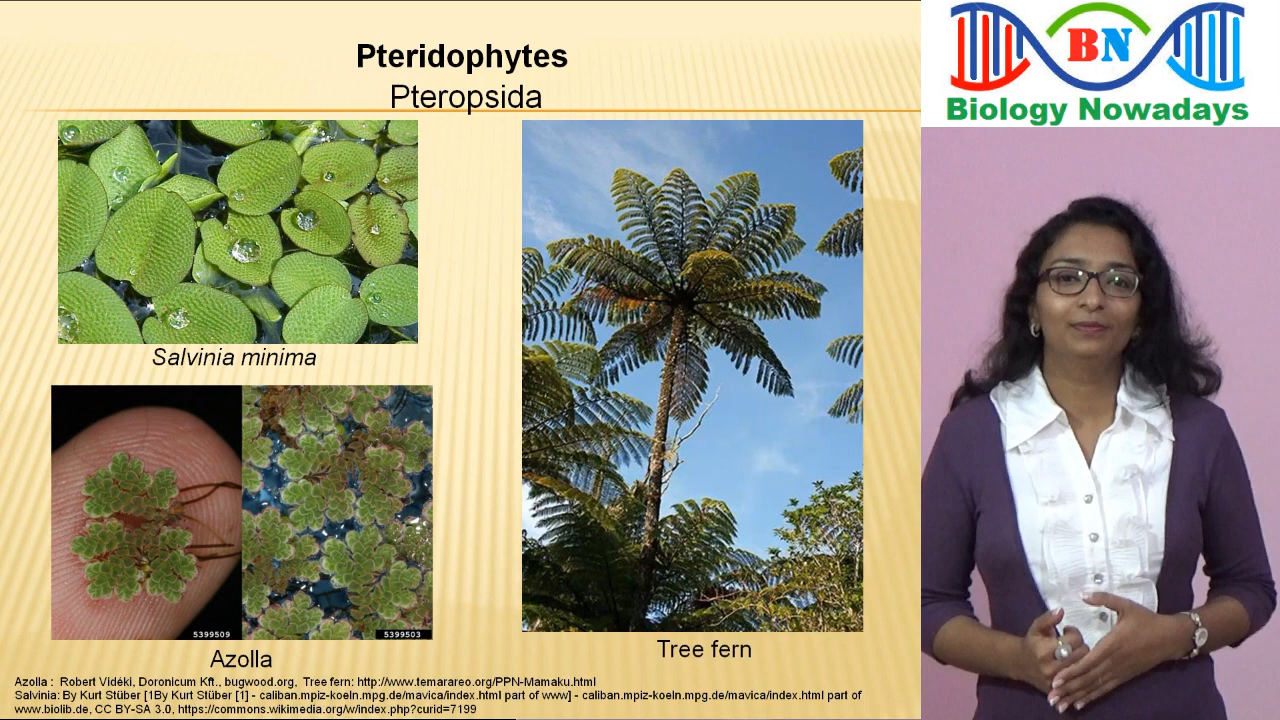 Pteridophytes
Pteropsida
BN
Biology Nowadays
Salvinia minima
5399509
5399503
Azolla
Tree fern
Azolla : Robert Vidéki, Doronicum Kft., bugwood.org, Tree fern: http://www.temarareo.org/PPN-Mamaku.html
Salvinia: By Kurt Stüber [1By Kurt Stüber [1] - caliban.mpiz-koeln.mpg.de/mavica/index.html part of www] - caliban.mpiz-koeln.mpg.de/mavica/index.html part of
www.biolib.de, CC BY-SA 3.0, https://commons.wikimedia.org/w/index.php?curid=7199